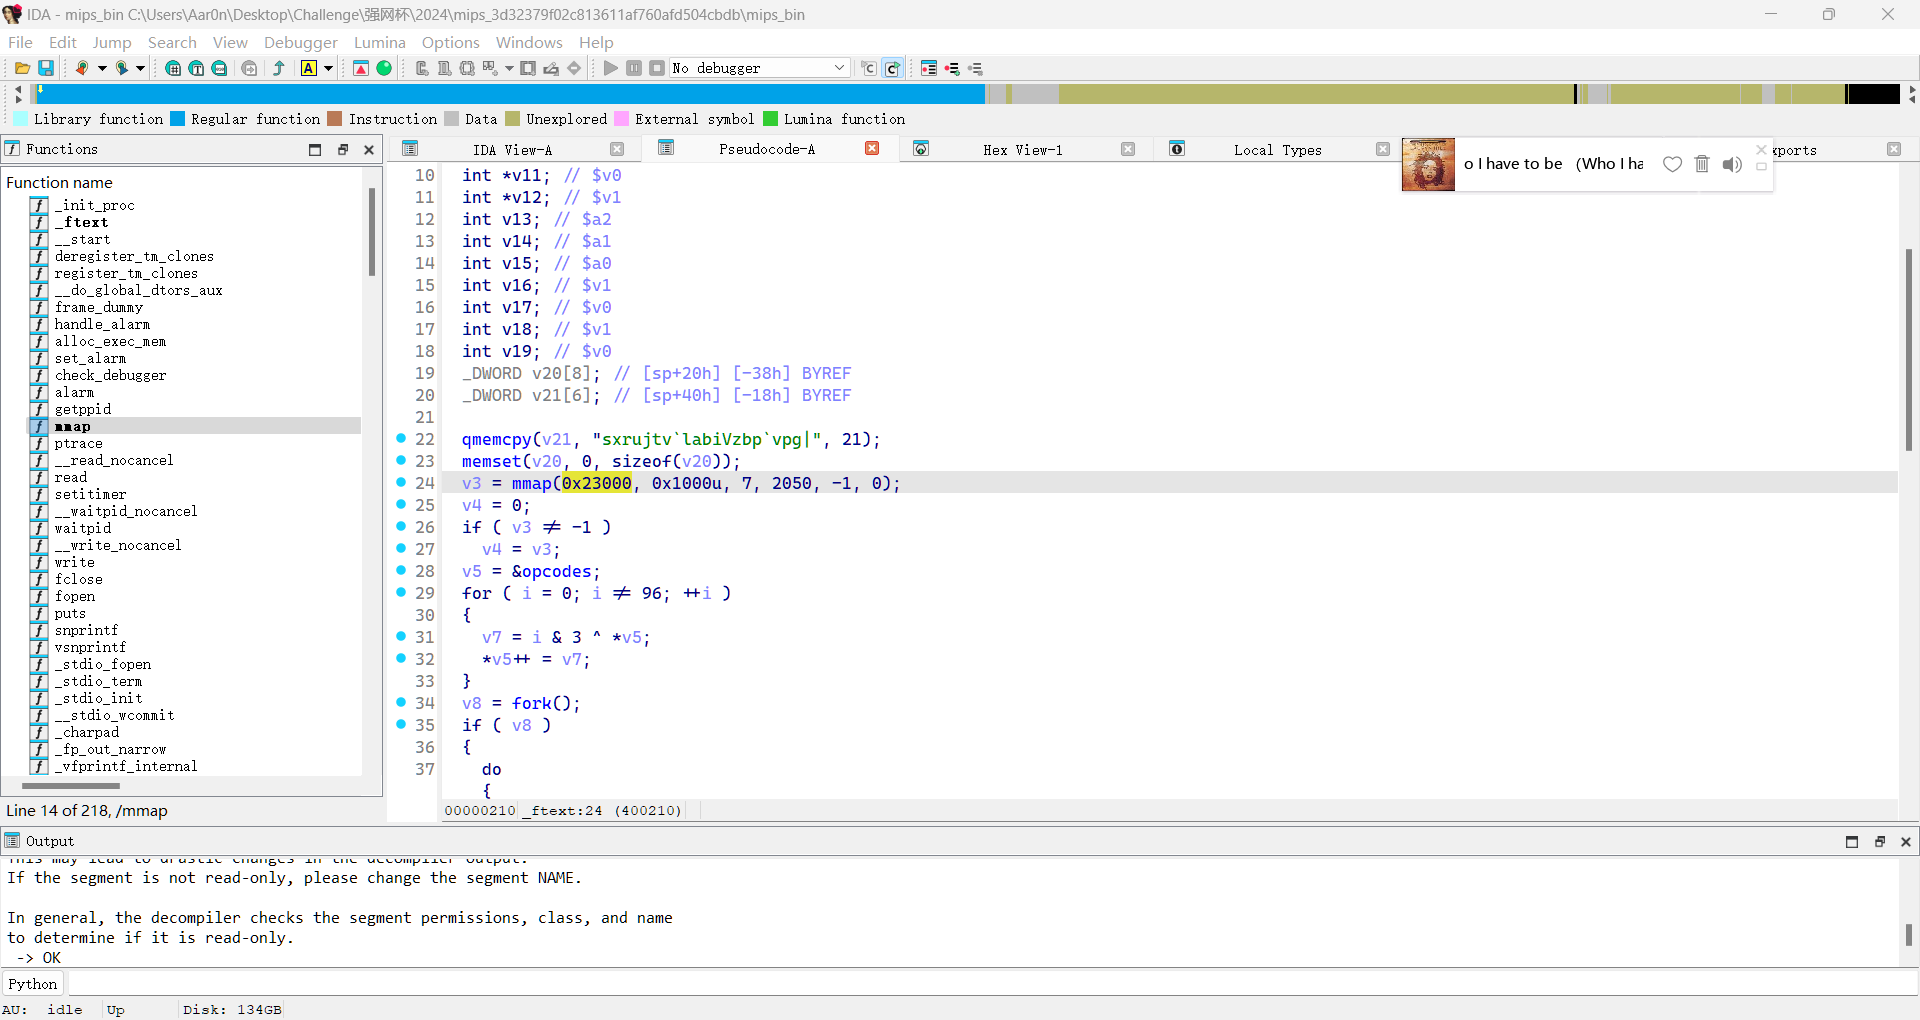 IDA - mips_bin C:\Users\Aar0n\Desktop\Challenge\强网杯\2024\mips_3d32379f02c813611af760afd504cbdb\mips_bin
File Edit Jump Search View Debugger Lumina Options Windows Help
No debugger
Library function Regular function Instruction Data Unexplored External symbol Lumina function
Functions
IDA View-A Pseudocode-A Hex View-1 Local Types xports
o I have to be (Who I ha
Function name
_init_proc
_ftext
__start
deregister_tm_clones
register_tm_clones
__do_global_dtors_aux
frame_dummy
handle_alarm
alloc_exec_mem
set_alarm
check_debugger
alarm
getppid
mmap
ptrace
__read_nocancel
read
setitimer
__waitpid_nocancel
waitpid
__write_nocancel
write
fclose
fopen
puts
snprintf
vsnprintf
_stdio_fopen
_stdio_term
_stdio_init
__stdio_wcommit
_charpad
_fp_out_narrow
_vfprintf_internal
Line 14 of 218, /mmap
10 int *v11; // $v0
11 int *v12; // $v1
12 int v13; // $a2
13 int v14; // $a1
14 int v15; // $a0
15 int v16; // $v1
16 int v17; // $v0
17 int v18; // $v1
18 int v19; // $v0
19 _DWORD v20[8]; // [sp+20h] [-38h] BYREF
20 _DWORD v21[6]; // [sp+40h] [-18h] BYREF
21
22 qmemcpy(v21, "sxrujtv`labiVzbp`vpg|", 21);
23 memset(v20, 0, sizeof(v20));
24 v3 = mmap(0x23000, 0x1000u, 7, 2050, -1, 0);
25 v4 = 0;
26 if ( v3 != -1 )
27 v4 = v3;
28 v5 = &opcodes;
29 for ( i = 0; i != 96; ++i )
30 {
31 v7 = i & 3 ^ *v5;
32 *v5++ = v7;
33 }
34 v8 = fork();
35 if ( v8 )
36 {
37 do
{
00000210 _ftext:24 (400210)
Output
This may lead to drastic changes in the decompiler output.
If the segment is not read-only, please change the segment NAME.
In general, the decompiler checks the segment permissions, class, and name
to determine if it is read-only.
-> OK
Python
AU: idle Up Disk: 134GB